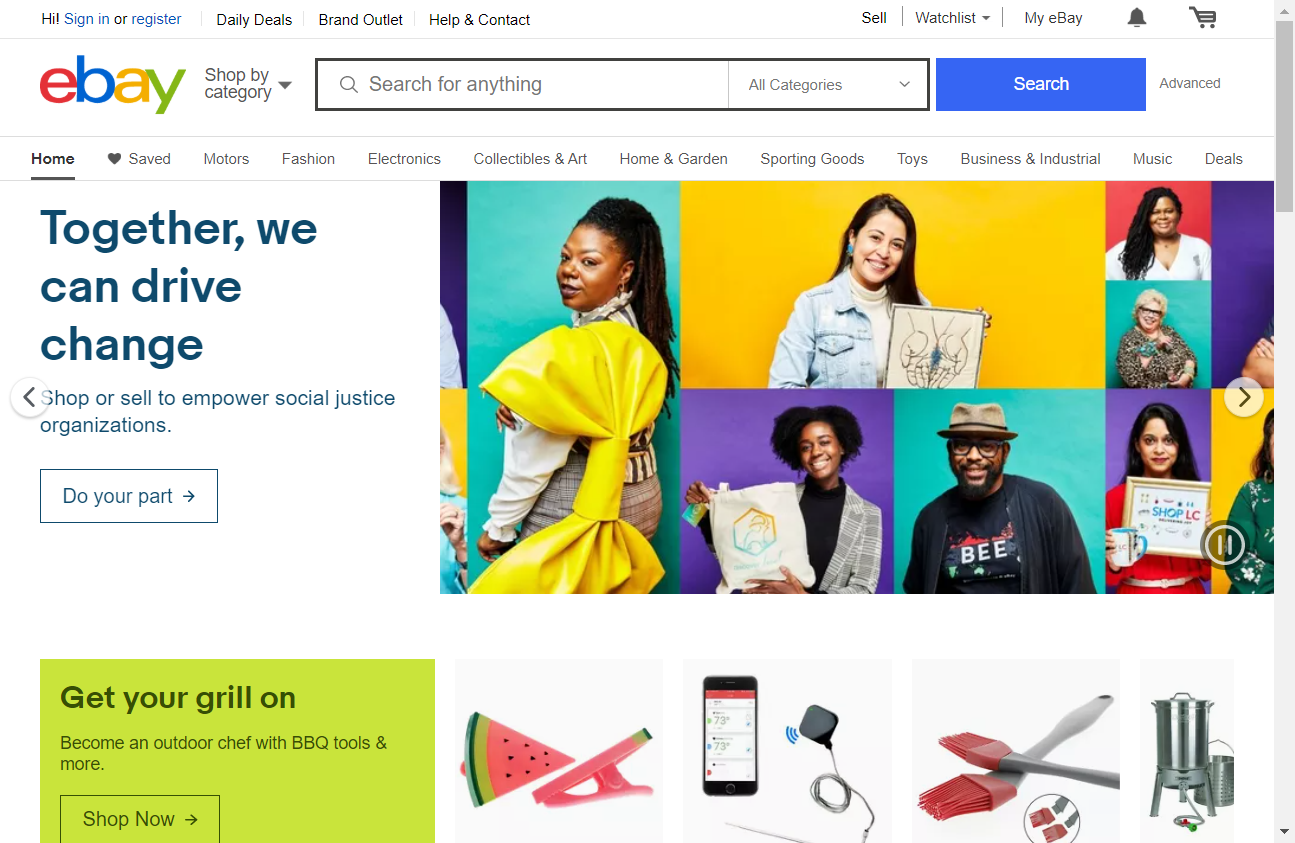 Hi! Sign in or register
Daily Deals
Brand Outlet
Help & Contact
Sell
Watchlist
My eBay
ebay
Shop by
category
Search for anything
All Categories
Search
Advanced
Home
Saved
Motors
Fashion
Electronics
Collectibles & Art
Home & Garden
Sporting Goods
Toys
Business & Industrial
Music
Deals
Together, we
can drive
change
Shop or sell to empower social justice
organizations.
Do your part
BEE
SHOP LC
DELIVERING JOY
LC
Get your grill on
Become an outdoor chef with BBQ tools &
more.
Shop Now
73°
73°